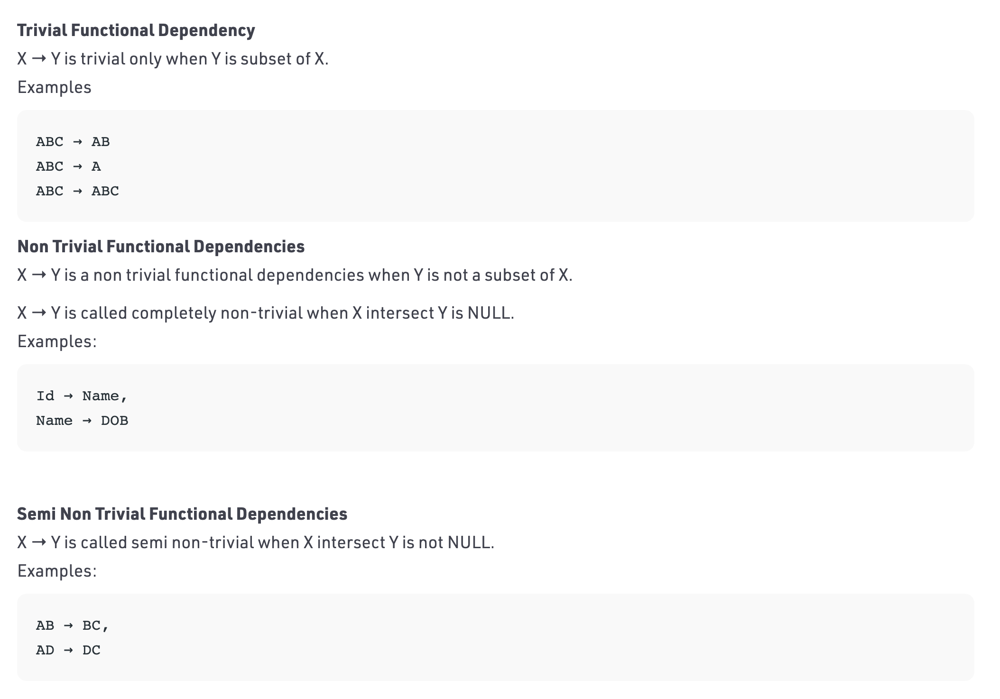 Trivial Functional Dependency
X → Y is trivial only when Y is subset of X.
Examples
ABC → AB
ABC → A
ABC → ABC
Non Trivial Functional Dependencies
X → Y is a non trivial functional dependencies when Y is not a subset of X.
X → Y is called completely non-trivial when X intersect Y is NULL.
Examples:
Id → Name,
Name → DOB
Semi Non Trivial Functional Dependencies
X → Y is called semi non-trivial when X intersect Y is not NULL.
Examples:
AB → BC,
AD → DC